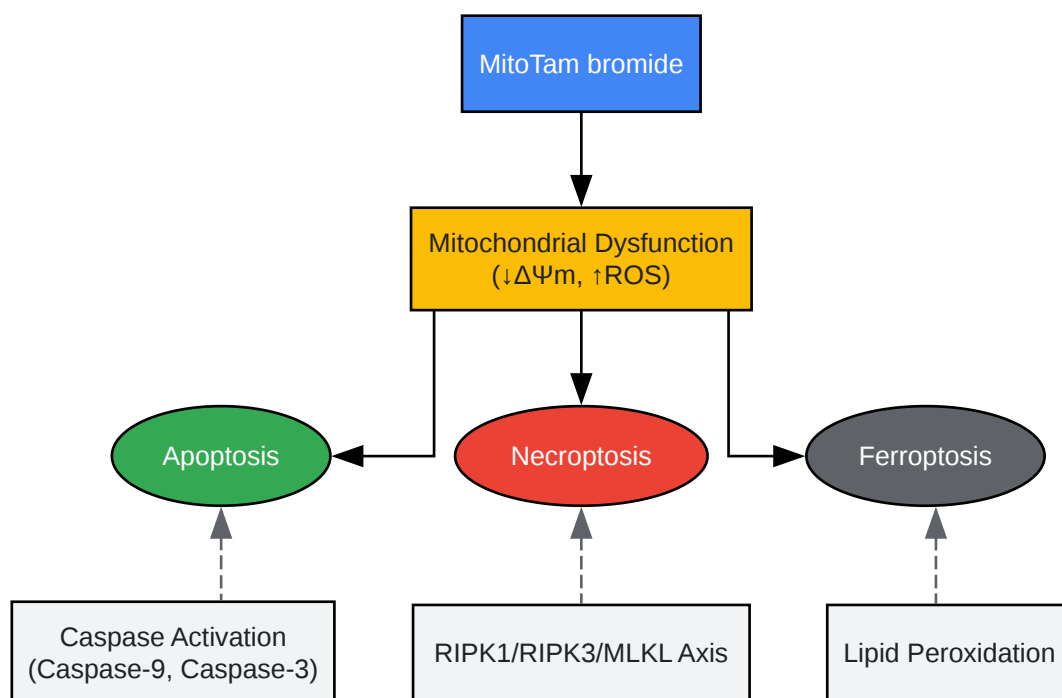 MitoTam bromide
Mitochondrial Dysfunction
(↓ΔΨm, ↑ROS)
Apoptosis
Necroptosis
Ferroptosis
Caspase Activation
(Caspase-9, Caspase-3)
RIPK1/RIPK3/MLKL Axis
Lipid Peroxidation